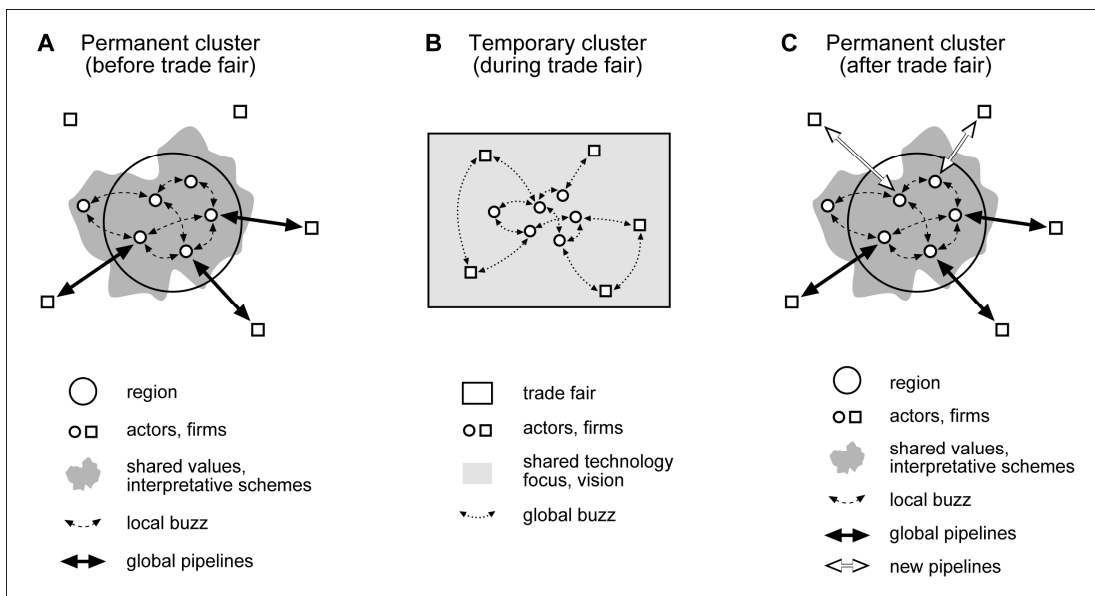 A Permanent cluster
(before trade fair)
region
actors, firms
shared values,
interpretative schemes
local buzz
global pipelines
B Temporary cluster
(during trade fair)
trade fair
actors, firms
shared technology
focus, vision
global buzz
C Permanent cluster
(after trade fair)
region
actors, firms
shared values,
interpretative schemes
local buzz
global pipelines
new pipelines